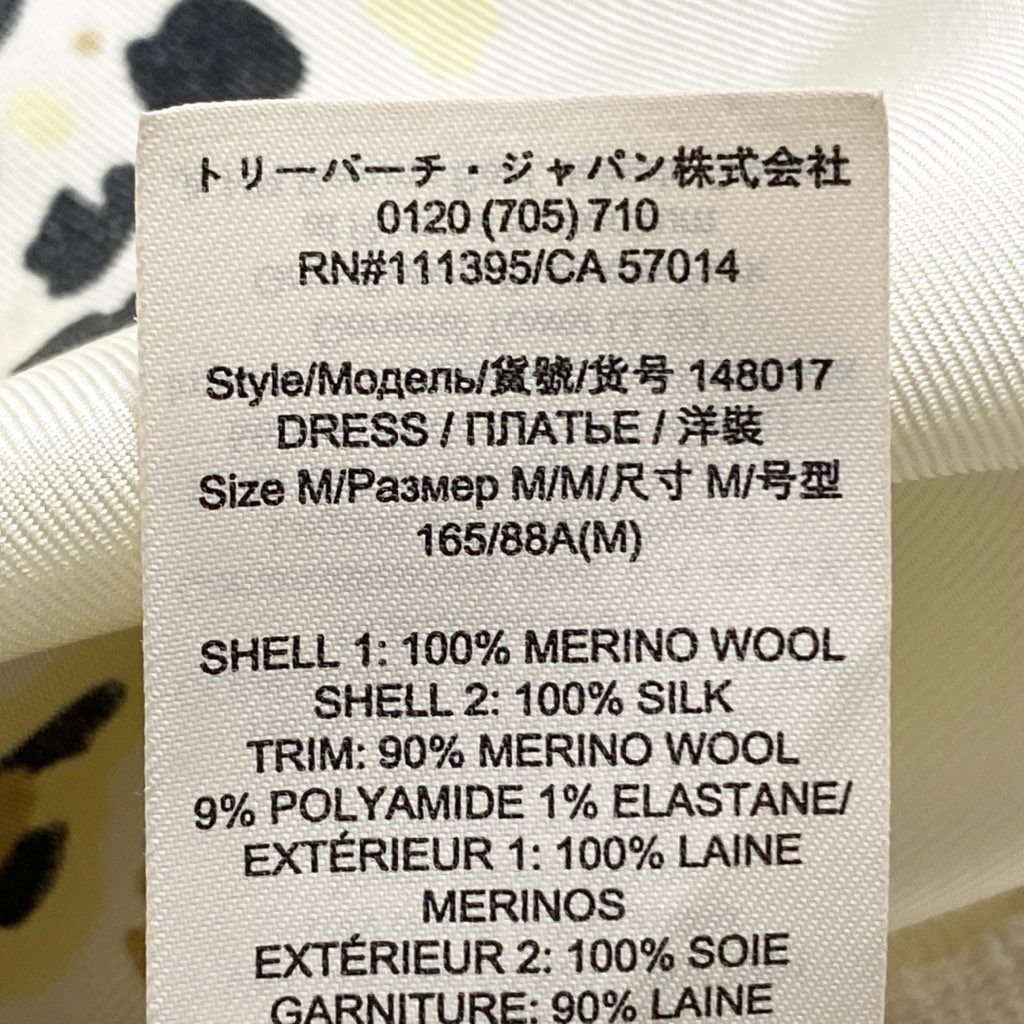 トリーバーチ・ジャパン株式会社
0120 (705) 710
RN#111395/CA 57014
Style/Модель/貨號/货号 148017
DRESS / ПЛАТЬЕ / 洋裝
Size M/Размер M/M/尺寸 M/号型
165/88A(M)
SHELL 1: 100% MERINO WOOL
SHELL 2: 100% SILK
TRIM: 90% MERINO WOOL
9% POLYAMIDE 1% ELASTANE/
EXTÉRIEUR 1: 100% LAINE
MERINOS
EXTÉRIEUR 2: 100% SOIE
GARNITURE: 90% LAINE